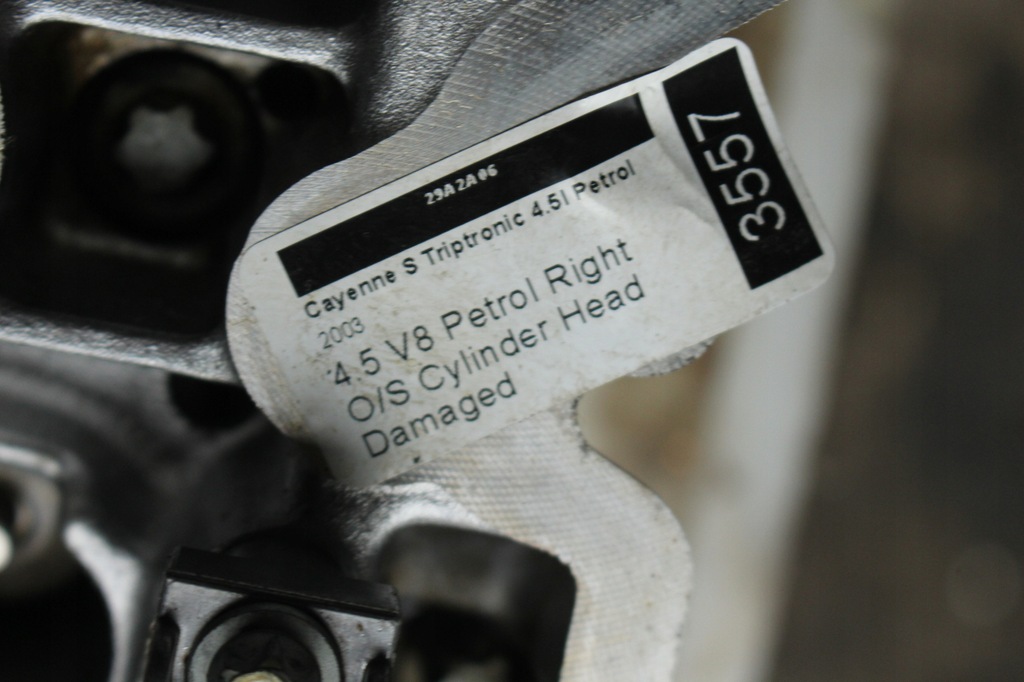 29A2A06
3557
Cayenne S Triptronic 4.5l Petrol
2003
4.5 V8 Petrol Right
O/S Cylinder Head
Damaged